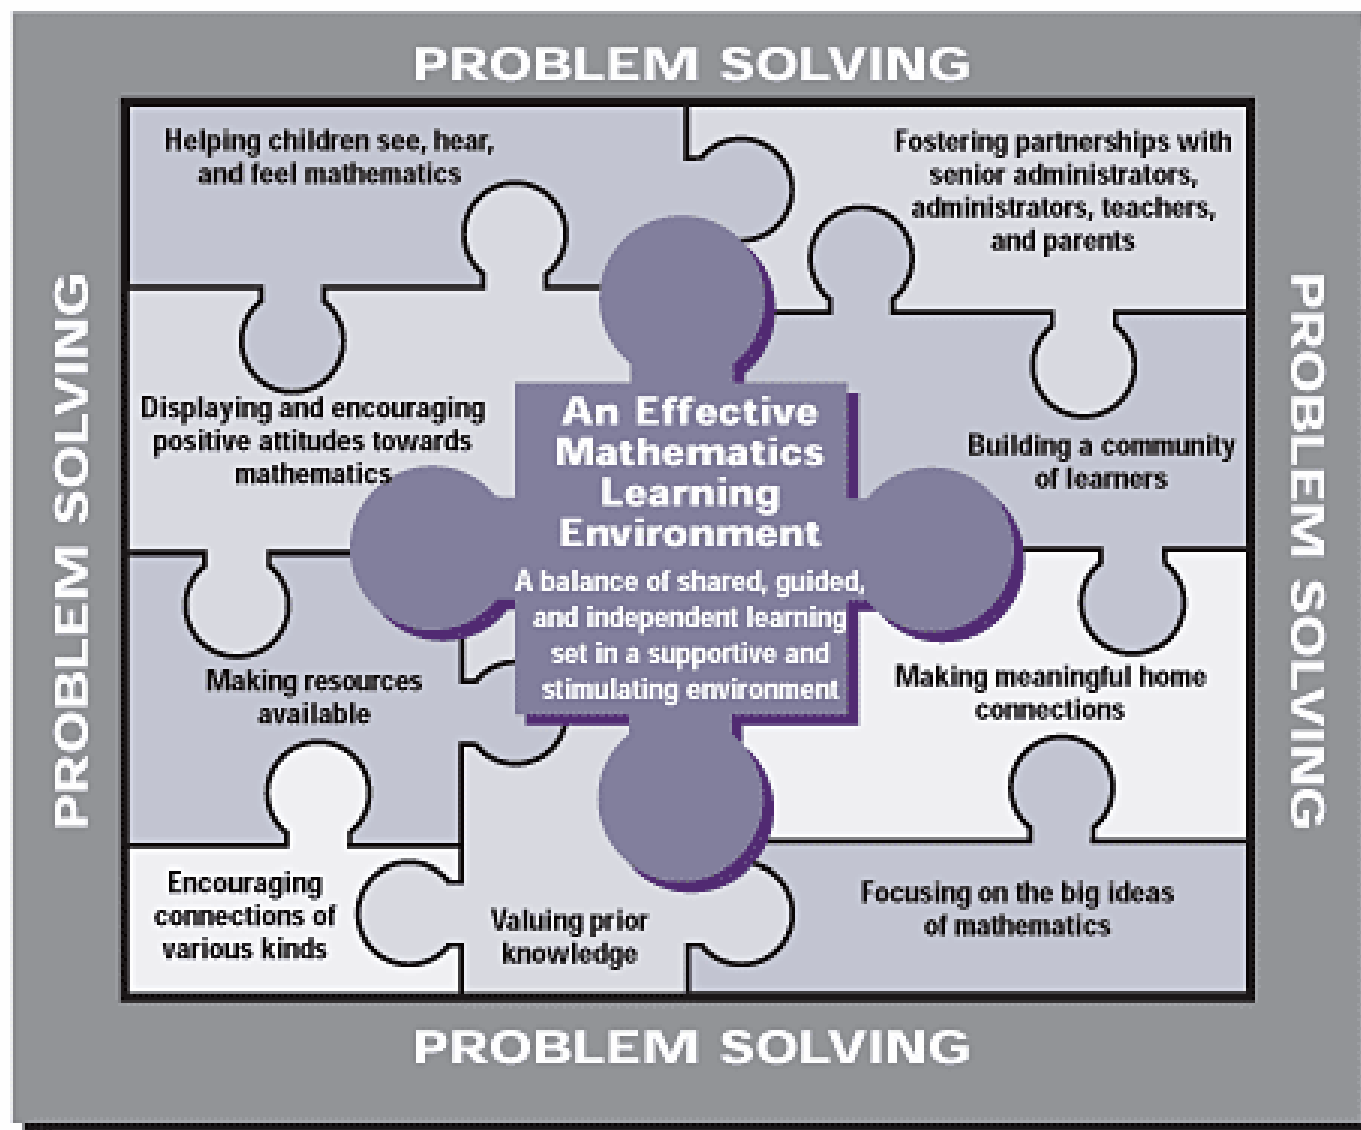 PROBLEM SOLVING
Helping children see, hear,
and feel mathematics
Fostering partnerships with
senior administrators,
administrators, teachers,
and parents
PROBLEM SOLVING
PROBLEM SOLVING
Displaying and encouraging
positive attitudes towards
mathematics
An Effective
Mathematics
Learning
Environment
A balance of shared, guided,
and independent learning
set in a supportive and
stimulating environment
Building a community
of learners
Making resources
available
Making meaningful home
connections
Encouraging
connections of
various kinds
Valuing prior
knowledge
Focusing on the big ideas
of mathematics
PROBLEM SOLVING